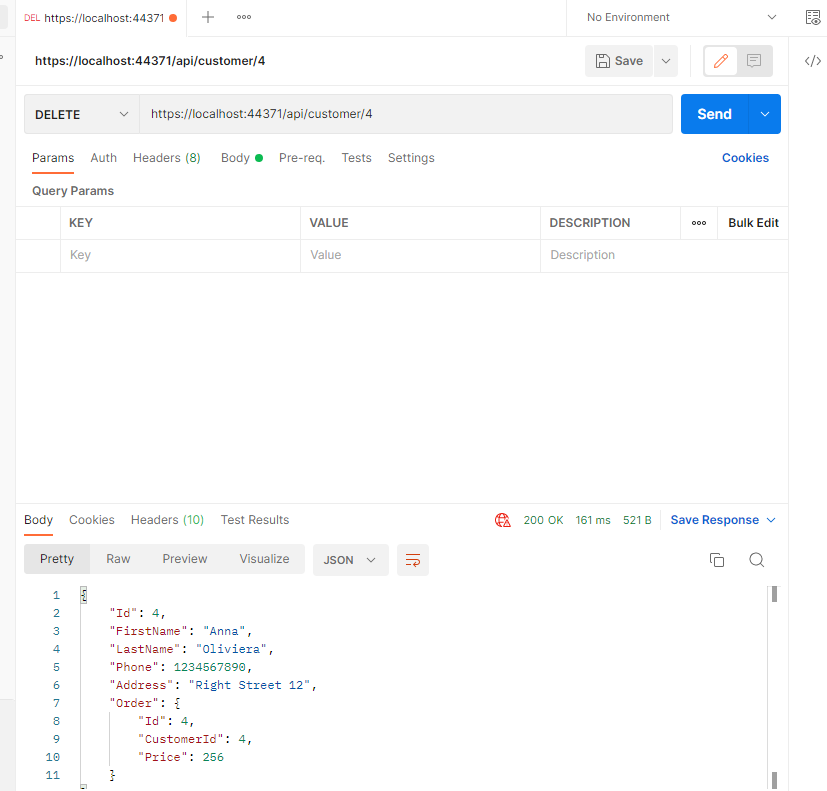 DEL https://localhost:44371
No Environment
https://localhost:44371/api/customer/4
Save
DELETE https://localhost:44371/api/customer/4 Send
Params Auth Headers (8) Body Pre-req. Tests Settings Cookies
Query Params
KEY VALUE DESCRIPTION Bulk Edit
Key Value Description
Body Cookies Headers (10) Test Results 200 OK 161 ms 521 B Save Response
Pretty Raw Preview Visualize JSON
1 {
2 "Id": 4,
3 "FirstName": "Anna",
4 "LastName": "Oliviera",
5 "Phone": 1234567890,
6 "Address": "Right Street 12",
7 "Order": {
8 "Id": 4,
9 "CustomerId": 4,
10 "Price": 256
11 }